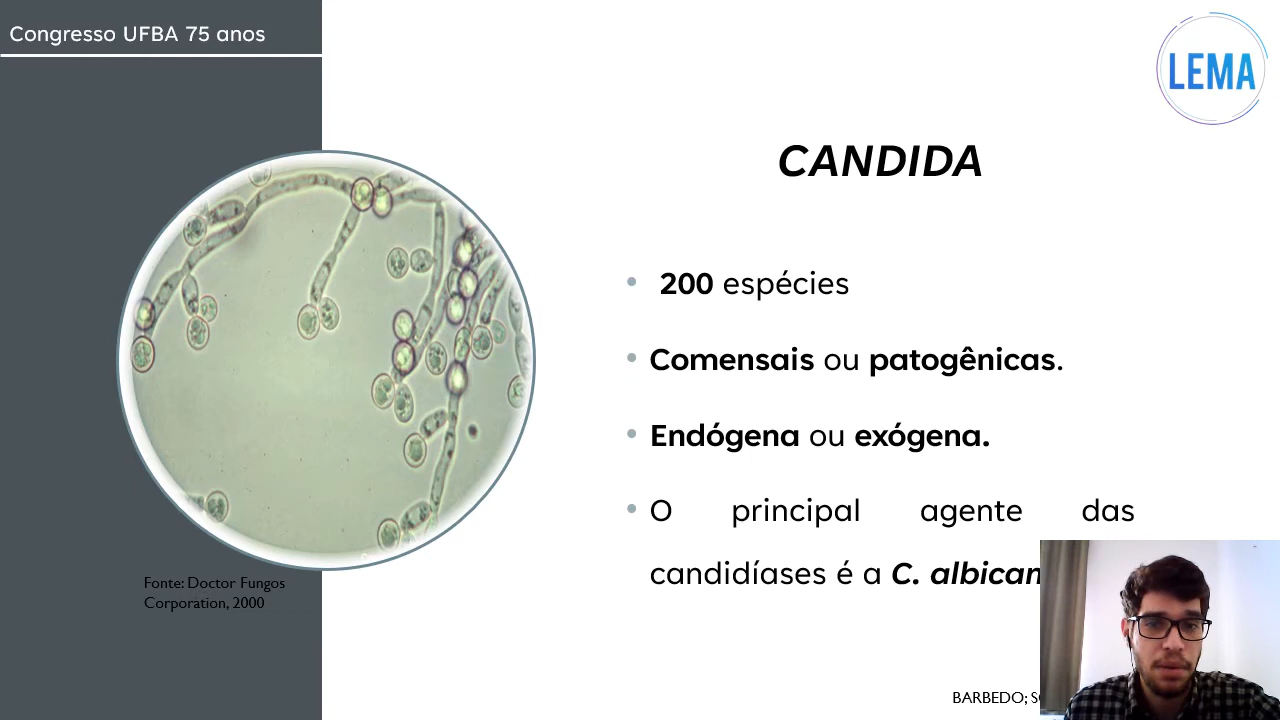 Congresso UFBA 75 anos
LEMA
CANDIDA
• 200 espécies
• Comensais ou patogênicas.
• Endógena ou exógena.
• O principal agente das
candidíases é a C.
Fonte: Doctor Fungos
Corporation, 2000
BARBEDO;